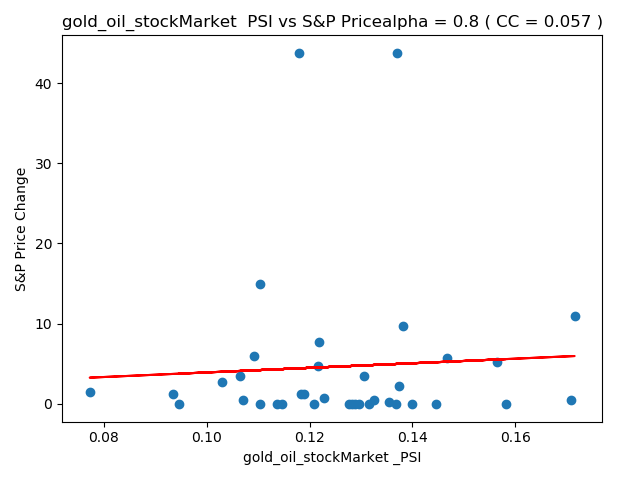 gold_oil_stockMarket  PSI vs S&P Pricealpha = 0.8 ( CC = 0.057 )
40
30
20
10
0
S&P Price Change
0.08 0.10 0.12 0.14 0.16
gold_oil_stockMarket _PSI